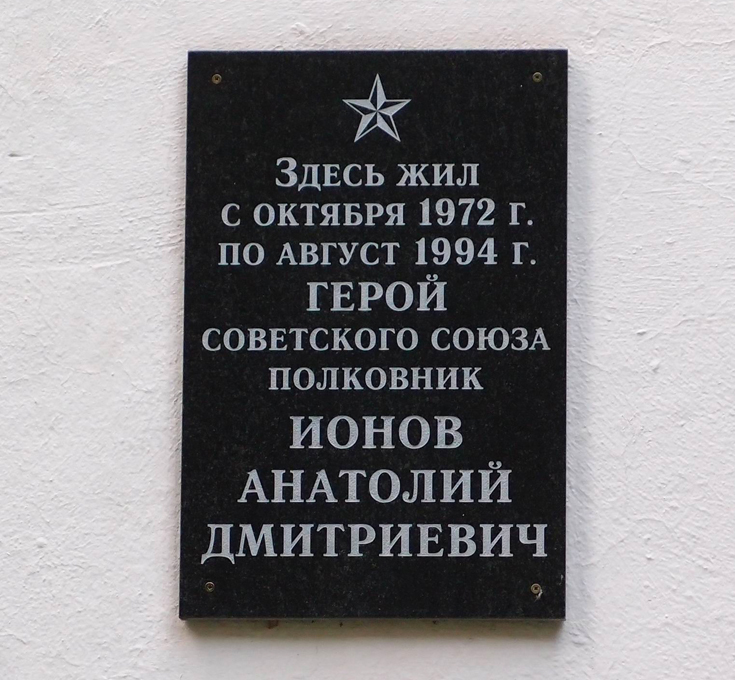 Здесь жил
с октября 1972 г.
по август 1994 г.
ГЕРОЙ
СОВЕТСКОГО СОЮЗА
ПОЛКОВНИК
ИОНОВ
АНАТОЛИЙ
ДМИТРИЕВИЧ